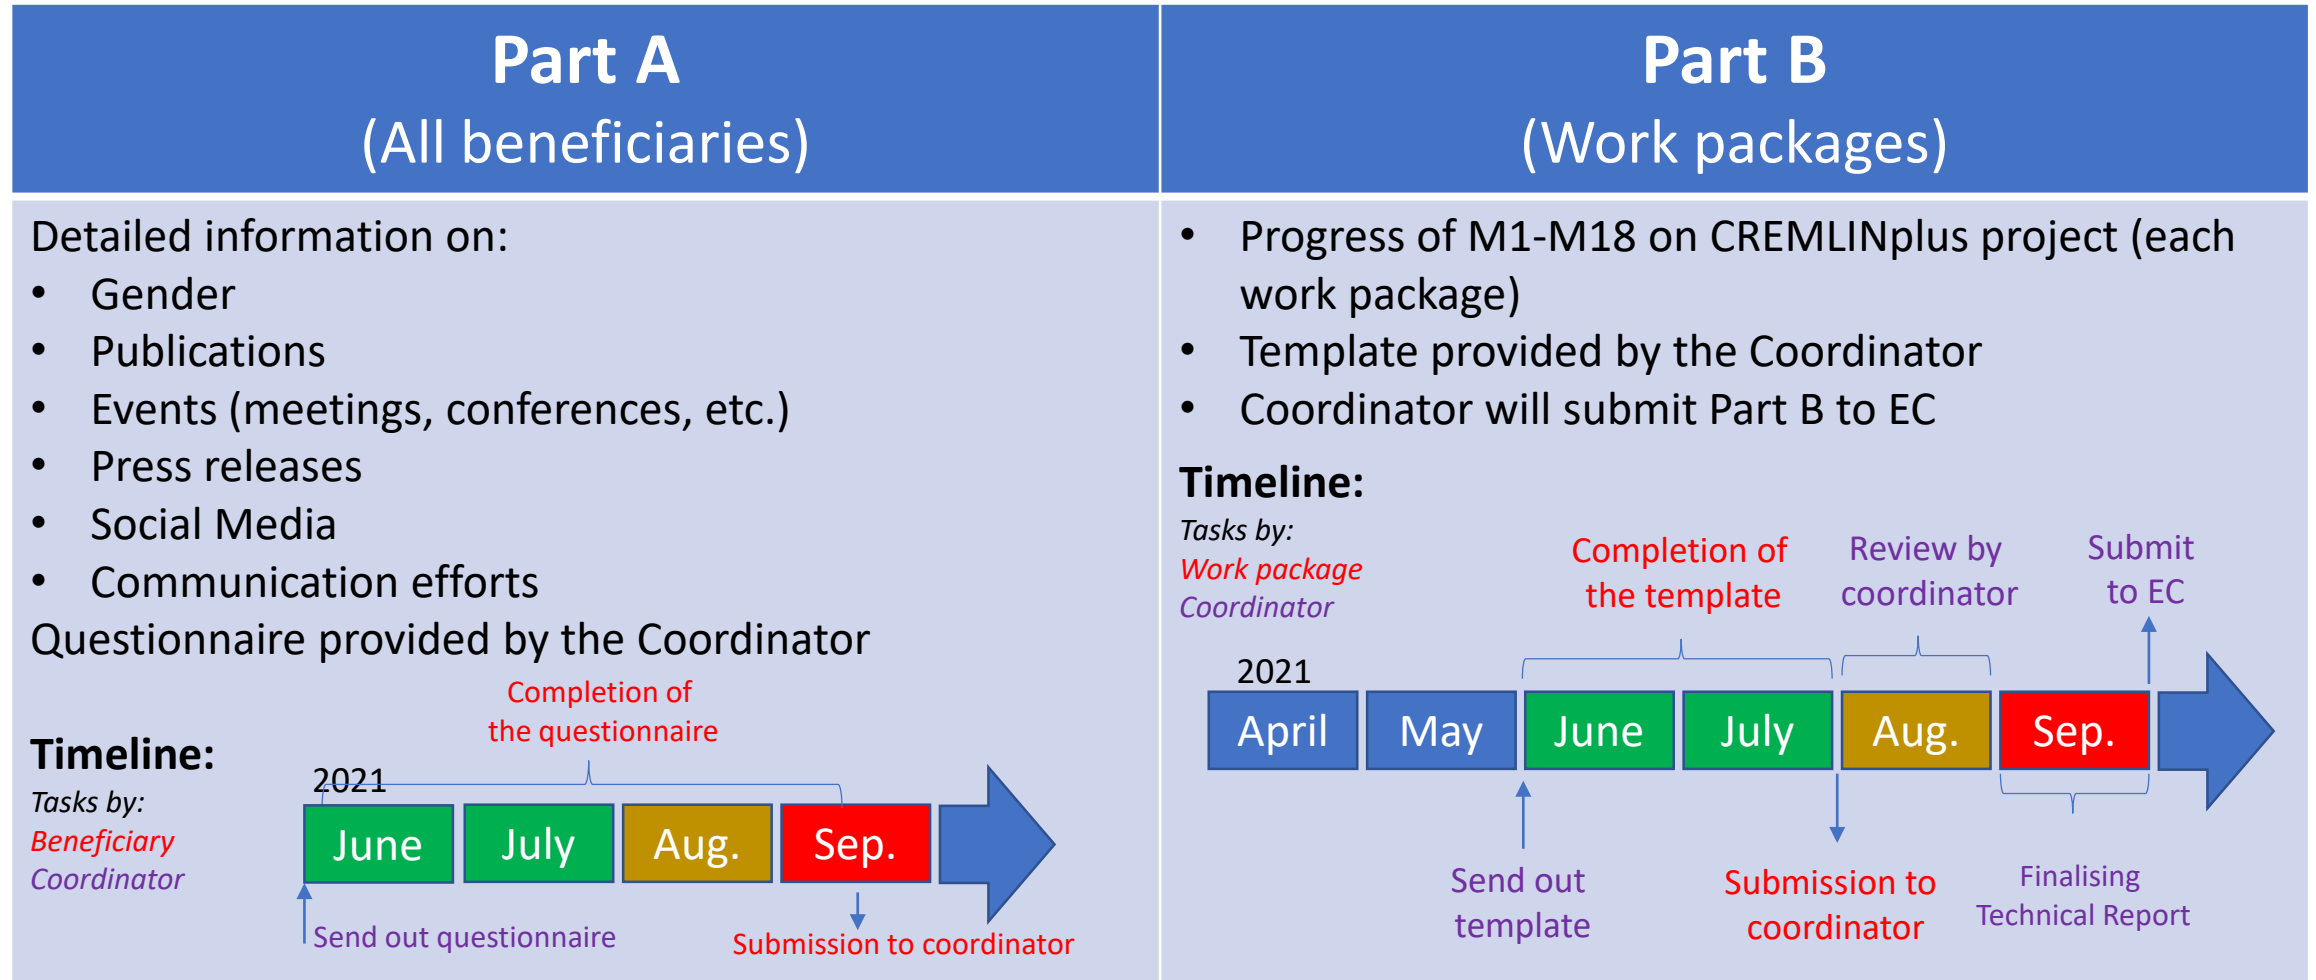 Part A
(All beneficiaries)
Detailed information on:
• Gender
• Publications
• Events (meetings, conferences, etc.)
• Press releases
• Social Media
• Communication efforts
Questionnaire provided by the Coordinator
Completion of
the questionnaire
Timeline:
Tasks by:
Beneficiary
Coordinator
2021
June
July
Aug.
Sep.
Send out questionnaire
Submission to coordinator
Part B
(Work packages)
• Progress of M1-M18 on CREMLINplus project (each
work package)
• Template provided by the Coordinator
• Coordinator will submit Part B to EC
Timeline:
Tasks by:
Work package
Coordinator
Completion of
the template
Review by
coordinator
Submit
to EC
2021
April
May
June
July
Aug.
Sep.
Send out
template
Submission to
coordinator
Finalising
Technical Report